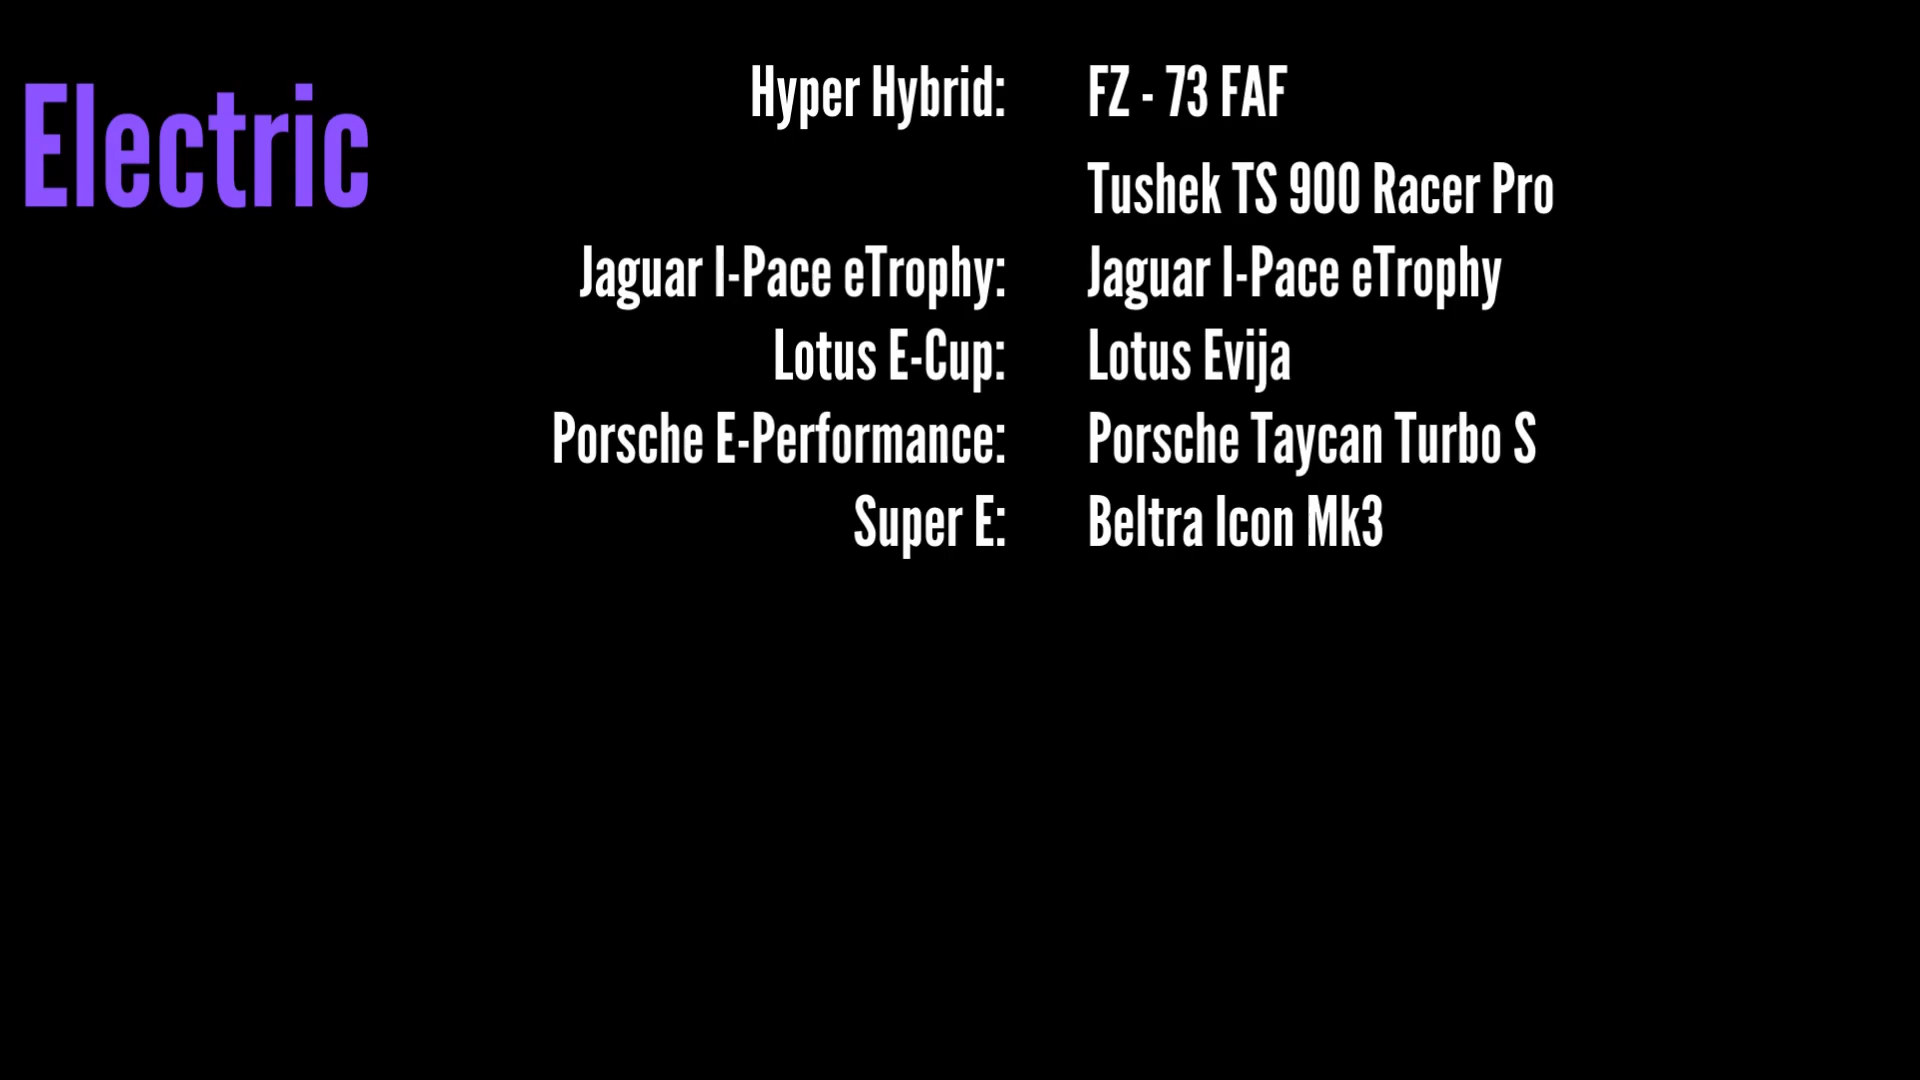 Electric
Hyper Hybrid: FZ - 73 FAF
Tushek TS 900 Racer Pro
Jaguar I-Pace eTrophy: Jaguar I-Pace eTrophy
Lotus E-Cup: Lotus Evija
Porsche E-Performance: Porsche Taycan Turbo S
Super E: Beltra Icon Mk3